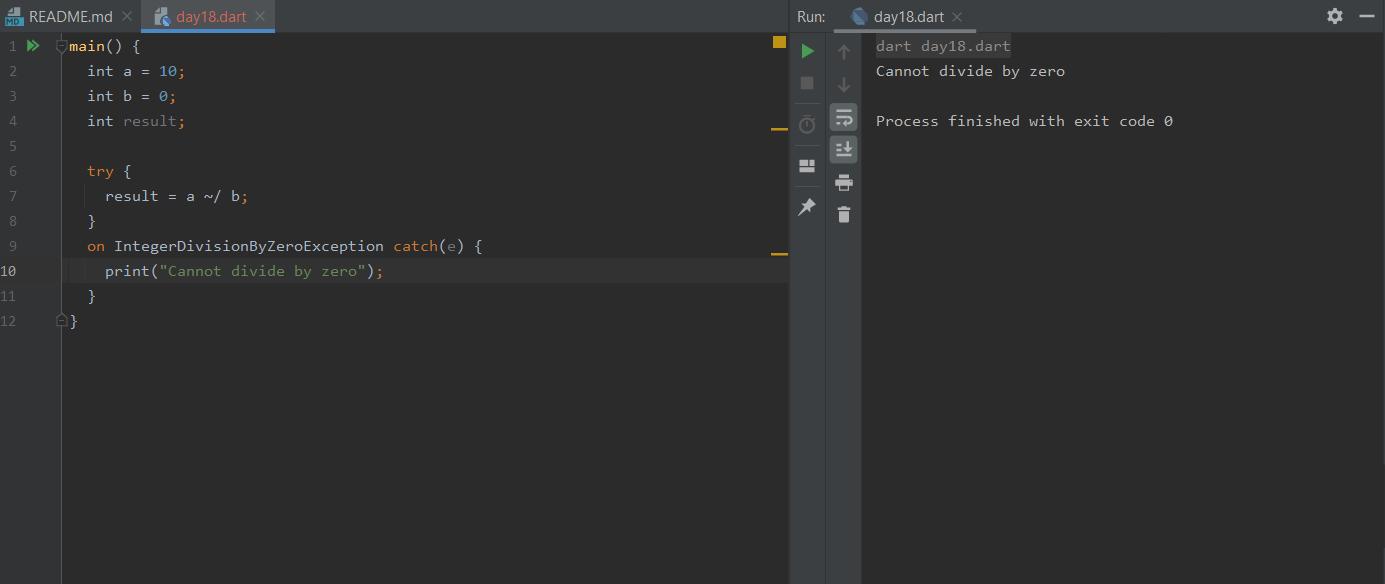 README.md
day18.dart
1 main() {
2 int a = 10;
3 int b = 0;
4 int result;
5
6 try {
7 result = a ~/ b;
8 }
9 on IntegerDivisionByZeroException catch(e) {
10 print("Cannot divide by zero");
11 }
12 }
Run: day18.dart
dart day18.dart
Cannot divide by zero
Process finished with exit code 0